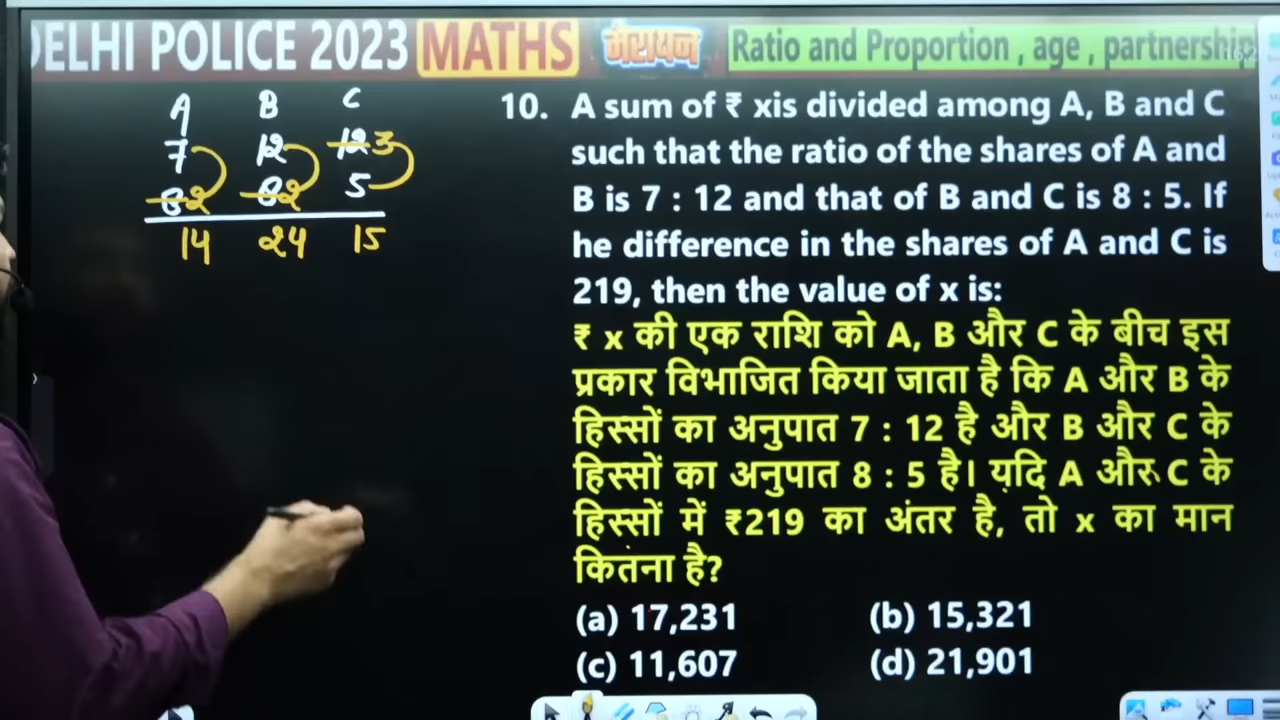 DELHI POLICE 2023 MATHS मैराथन Ratio and Proportion , age , partnership
A B C
7 12 12 3
8 2 8 2 5
14 24 15
10. A sum of ₹ xis divided among A, B and C
such that the ratio of the shares of A and
B is 7 : 12 and that of B and C is 8 : 5. If
he difference in the shares of A and C is
219, then the value of x is:
₹ x की एक राशि को A, B और C के बीच इस
प्रकार विभाजित किया जाता है कि A और B के
हिस्सों का अनुपात 7 : 12 है और B और C के
हिस्सों का अनुपात 8 : 5 है। यदि A और C के
हिस्सों में ₹219 का अंतर है, तो x का मान
कितना है?
(a) 17,231 (b) 15,321
(c) 11,607 (d) 21,901